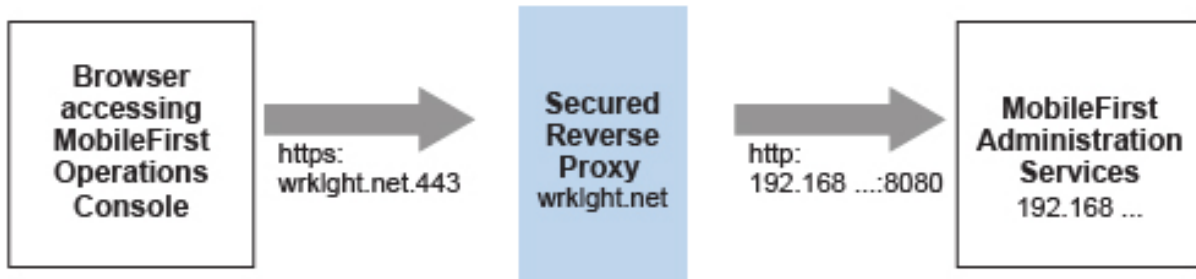 Browser
accessing
MobileFirst
Operations
Console
https:
wrklght.net.443
Secured
Reverse
Proxy
wrklght.net
http:
192.168 ...:8080
MobileFirst
Administration
Services
192.168 ...